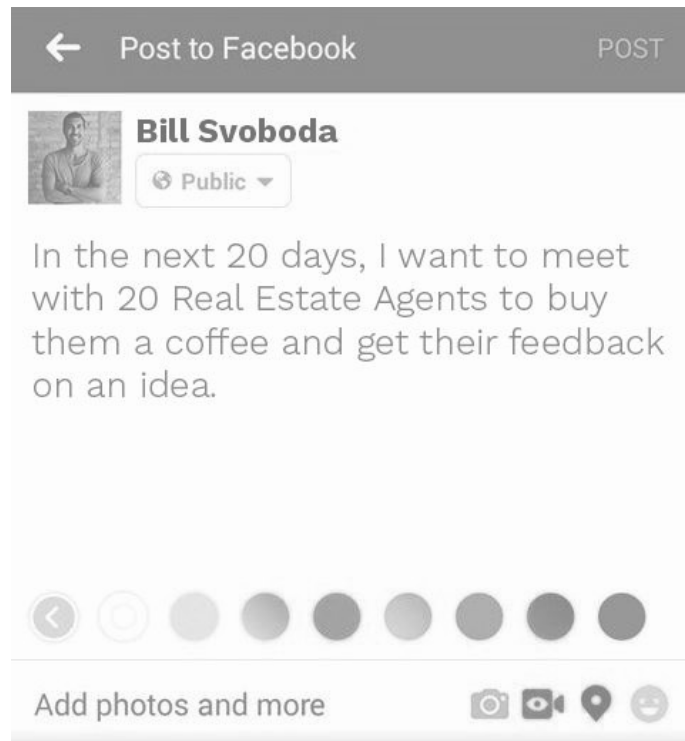 Post to Facebook POST
Bill Svoboda
Public
In the next 20 days, I want to meet
with 20 Real Estate Agents to buy
them a coffee and get their feedback
on an idea.
Add photos and more